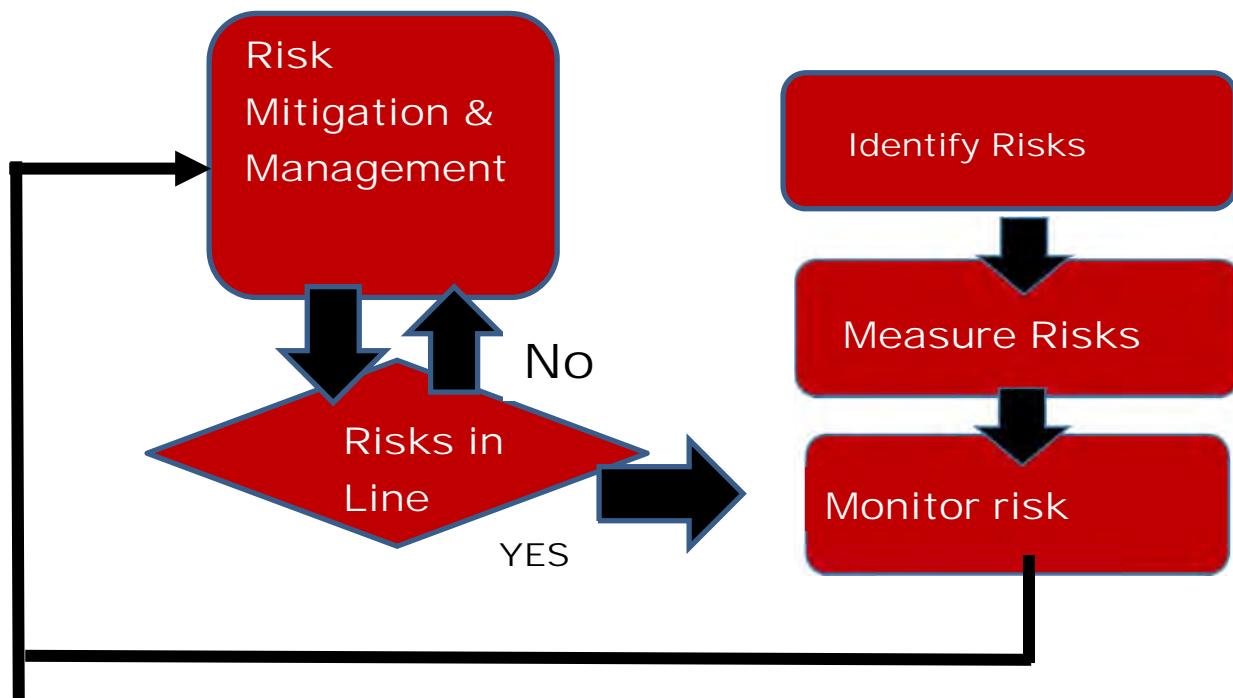 Risk
Mitigation &
Management
Identify Risks
Measure Risks
No
Risks in
Line
Monitor risk
YES